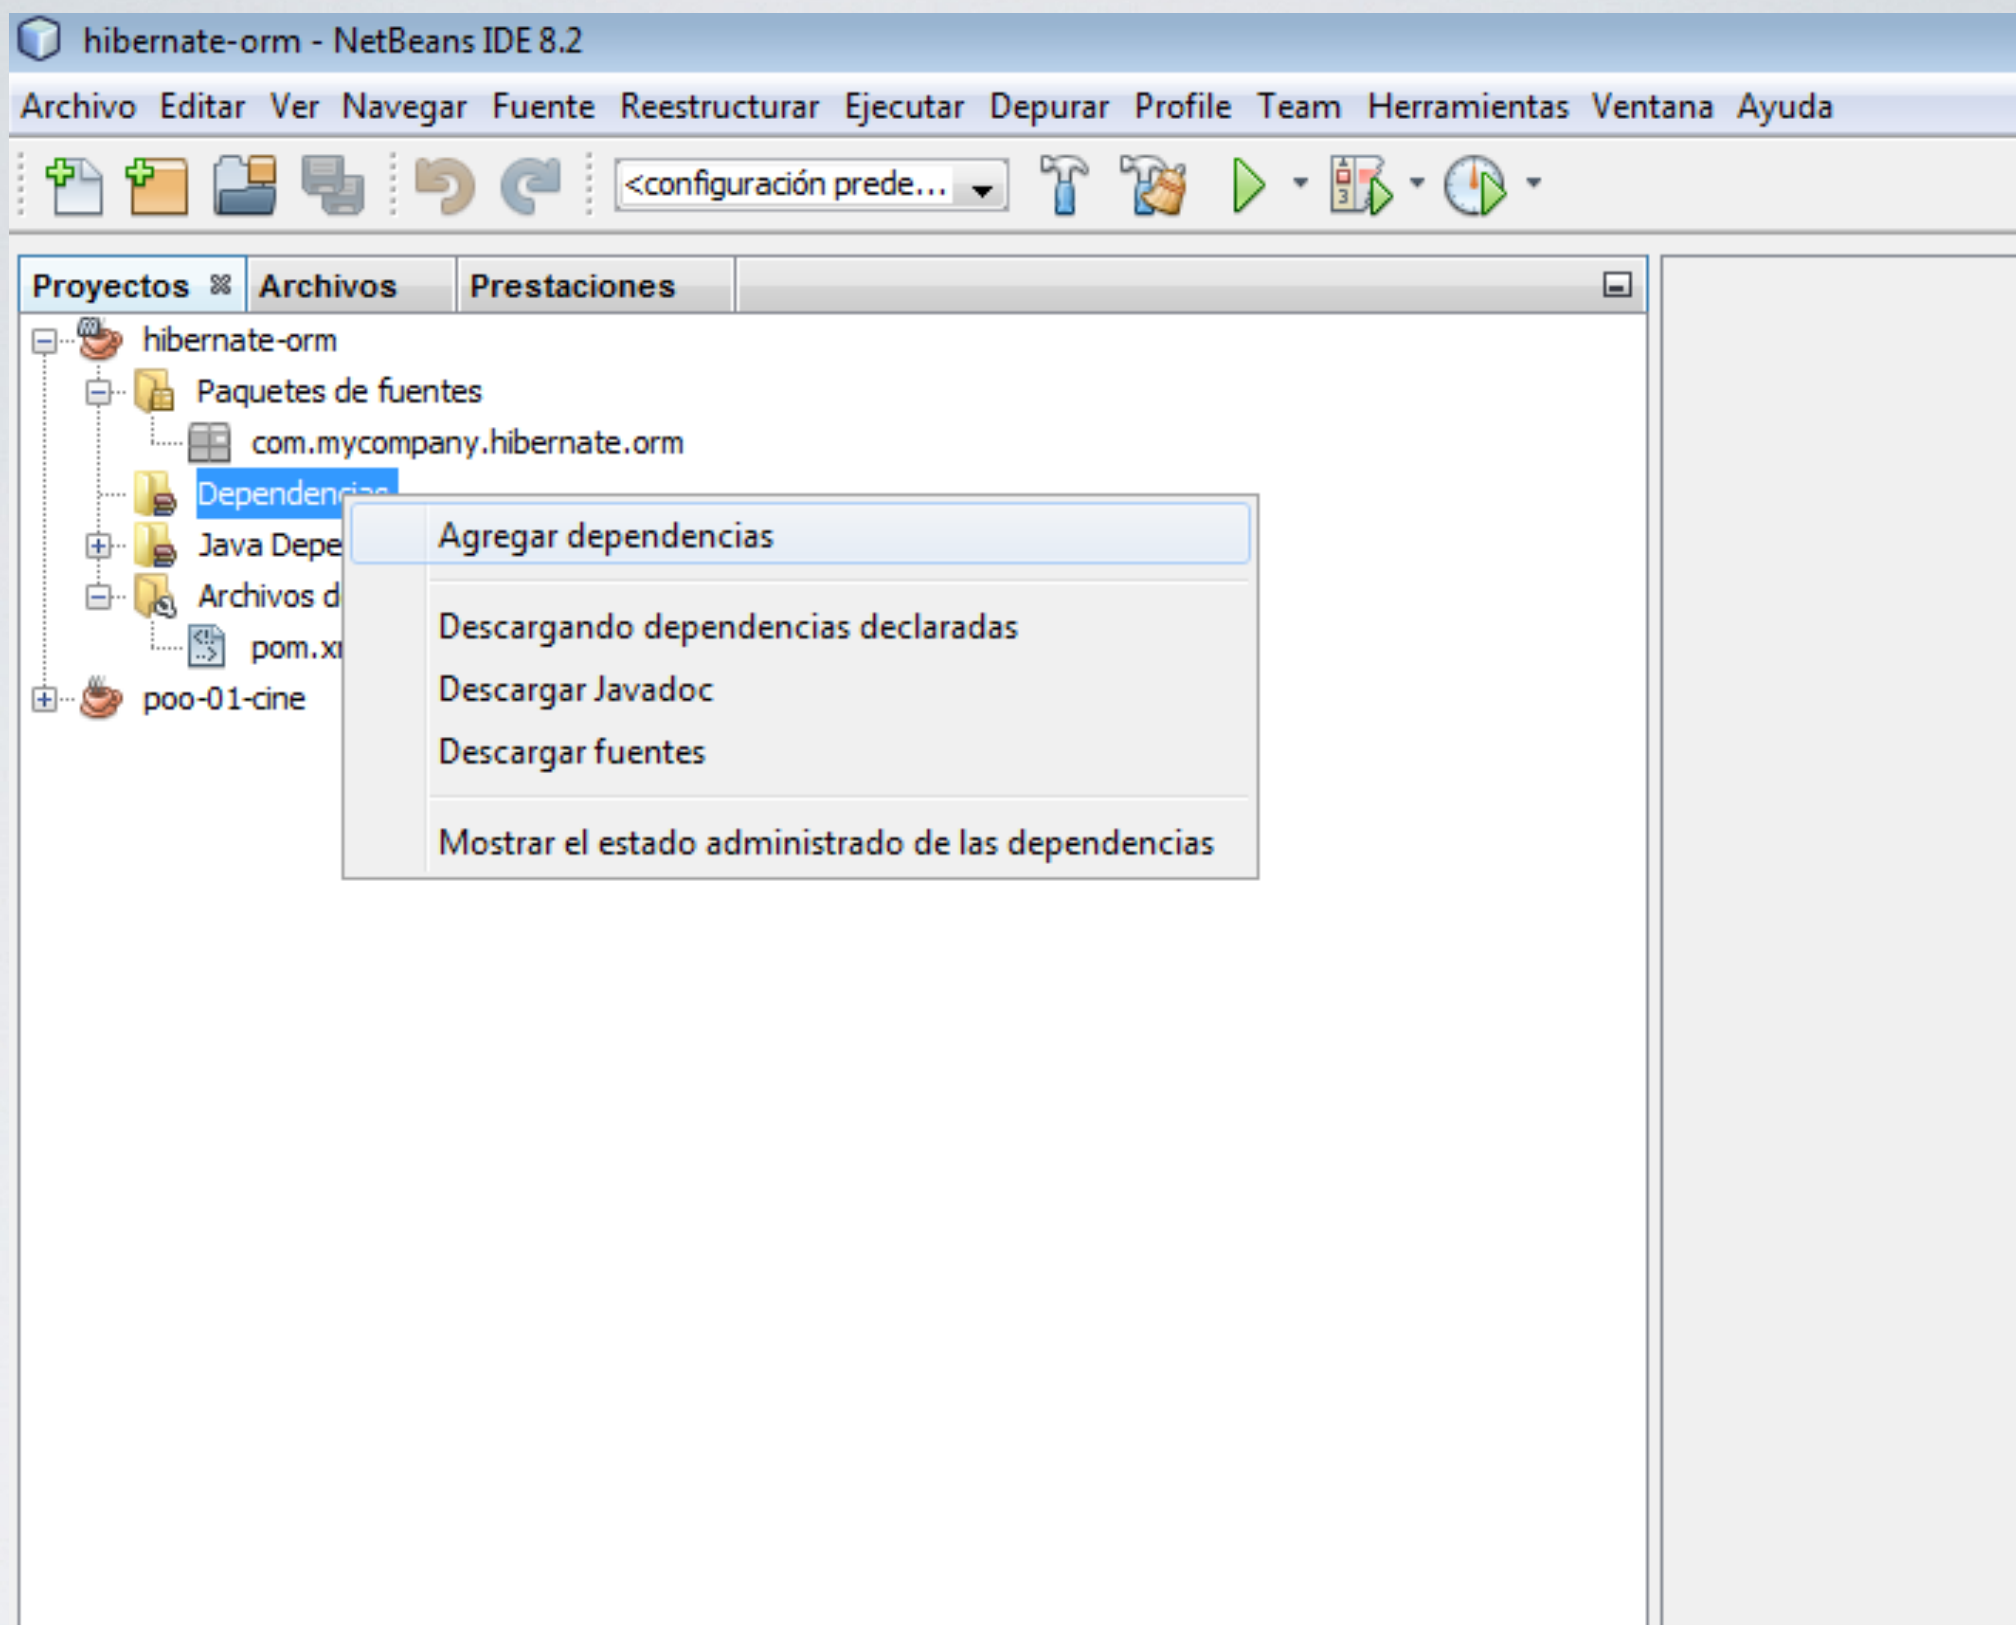 hibernate-orm - NetBeans IDE 8.2
Archivo Editar Ver Navegar Fuente Reestructurar Ejecutar Depurar Profile Team Herramientas Ventana Ayuda
<configuración prede...
Proyectos Archivos Prestaciones
hibernate-orm
Paquetes de fuentes
com.mycompany.hibernate.orm
Dependencias
Java Depe
Archivos d
pom.x
poo-01-cine
Agregar dependencias
Descargando dependencias declaradas
Descargar Javadoc
Descargar fuentes
Mostrar el estado administrado de las dependencias